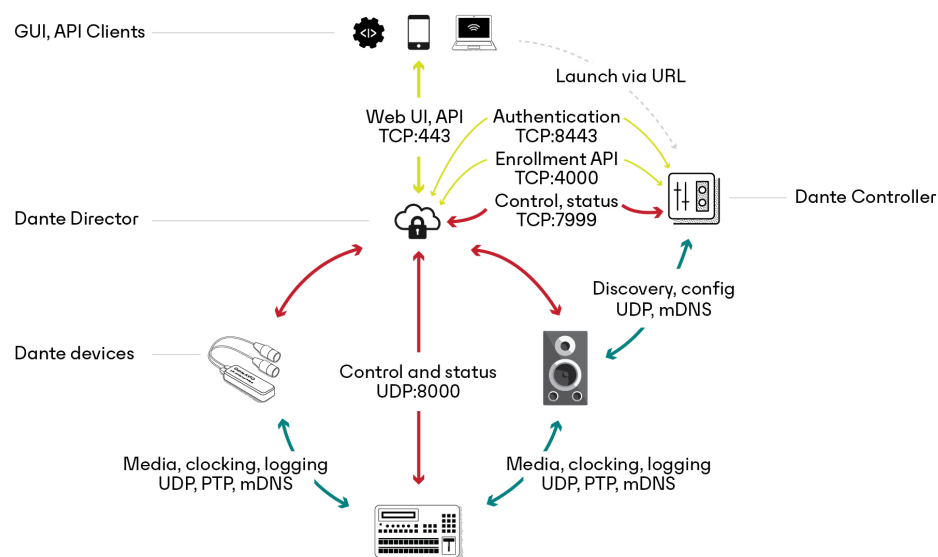 GUI, API Clients
Launch via URL
Web UI, API
TCP:443
Authentication
TCP:8443
Enrollment API
TCP:4000
Control, status
TCP:7999
Dante Controller
Dante Director
Discovery, config
UDP, mDNS
Dante devices
Control and status
UDP:8000
Media, clocking, logging
UDP, PTP, mDNS
Media, clocking, logging
UDP, PTP, mDNS